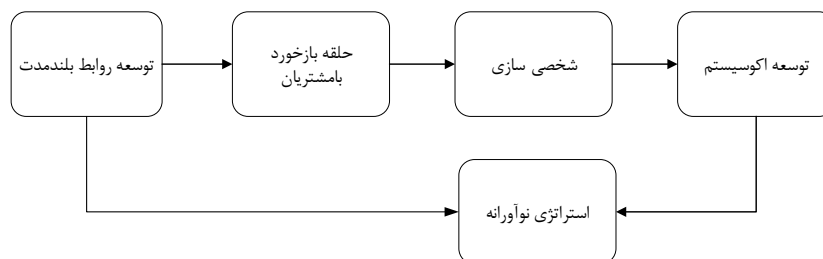 توسعه روابط بلندمدت
حلقه بازخورد
بامشتریان
شخصی سازی
توسعه اکوسیستم
استراتژی نوآورانه